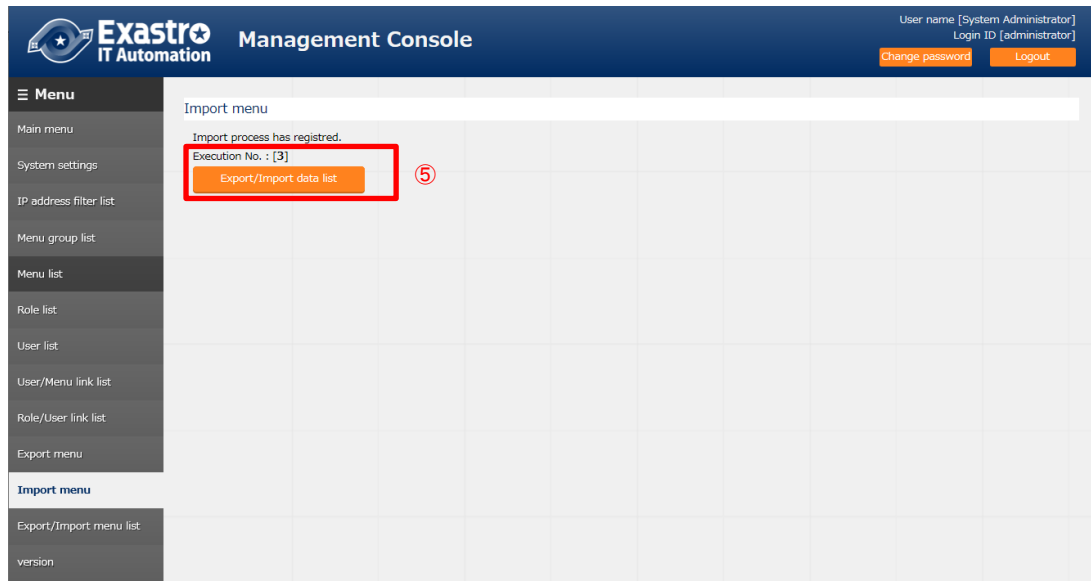 Exastro
IT Automation
Management Console
User name [System Administrator]
Login ID [administrator]
Change password
Logout
☰ Menu
Main menu
System settings
IP address filter list
Menu group list
Menu list
Role list
User list
User/Menu link list
Role/User link list
Export menu
Import menu
Export/Import menu list
version
Import menu
Import process has registred.
Execution No. : [3]
Export/Import data list
⑤